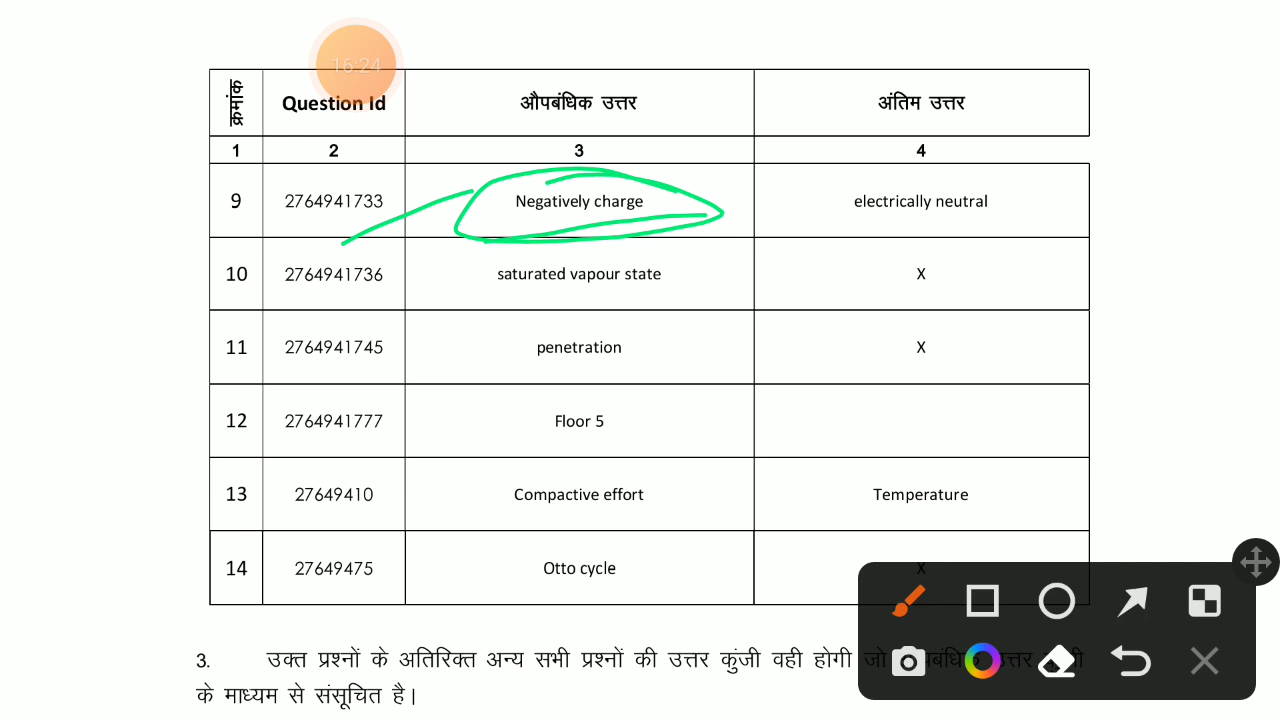 16:24
क्रमांक Question Id औपबंधिक उत्तर अंतिम उत्तर
1 2 3 4
9 2764941733 Negatively charge electrically neutral
10 2764941736 saturated vapour state X
11 2764941745 penetration X
12 2764941777 Floor 5
13 27649410 Compactive effort Temperature
14 27649475 Otto cycle X
3. उक्त प्रश्नों के अतिरिक्त अन्य सभी प्रश्नों की उत्तर कुंजी वही होगी जो उत्तर
के माध्यम से संसूचित है।